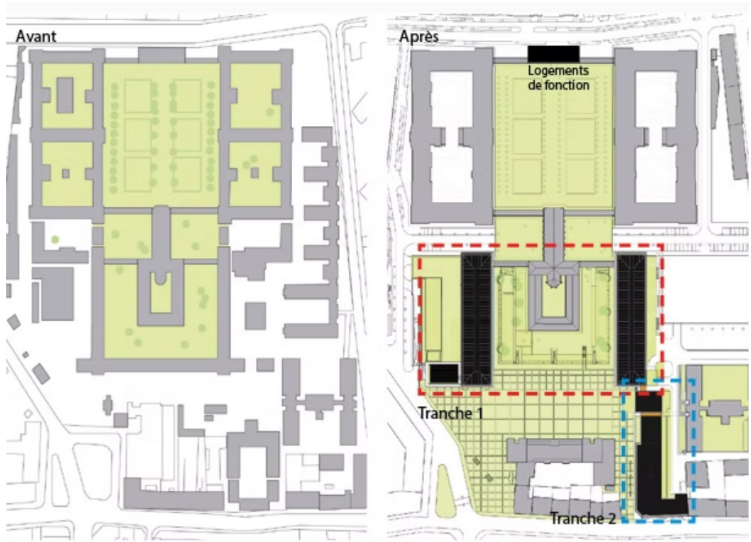 Avant
Après
Logements
de fonction
Tranche 1
Tranche 2